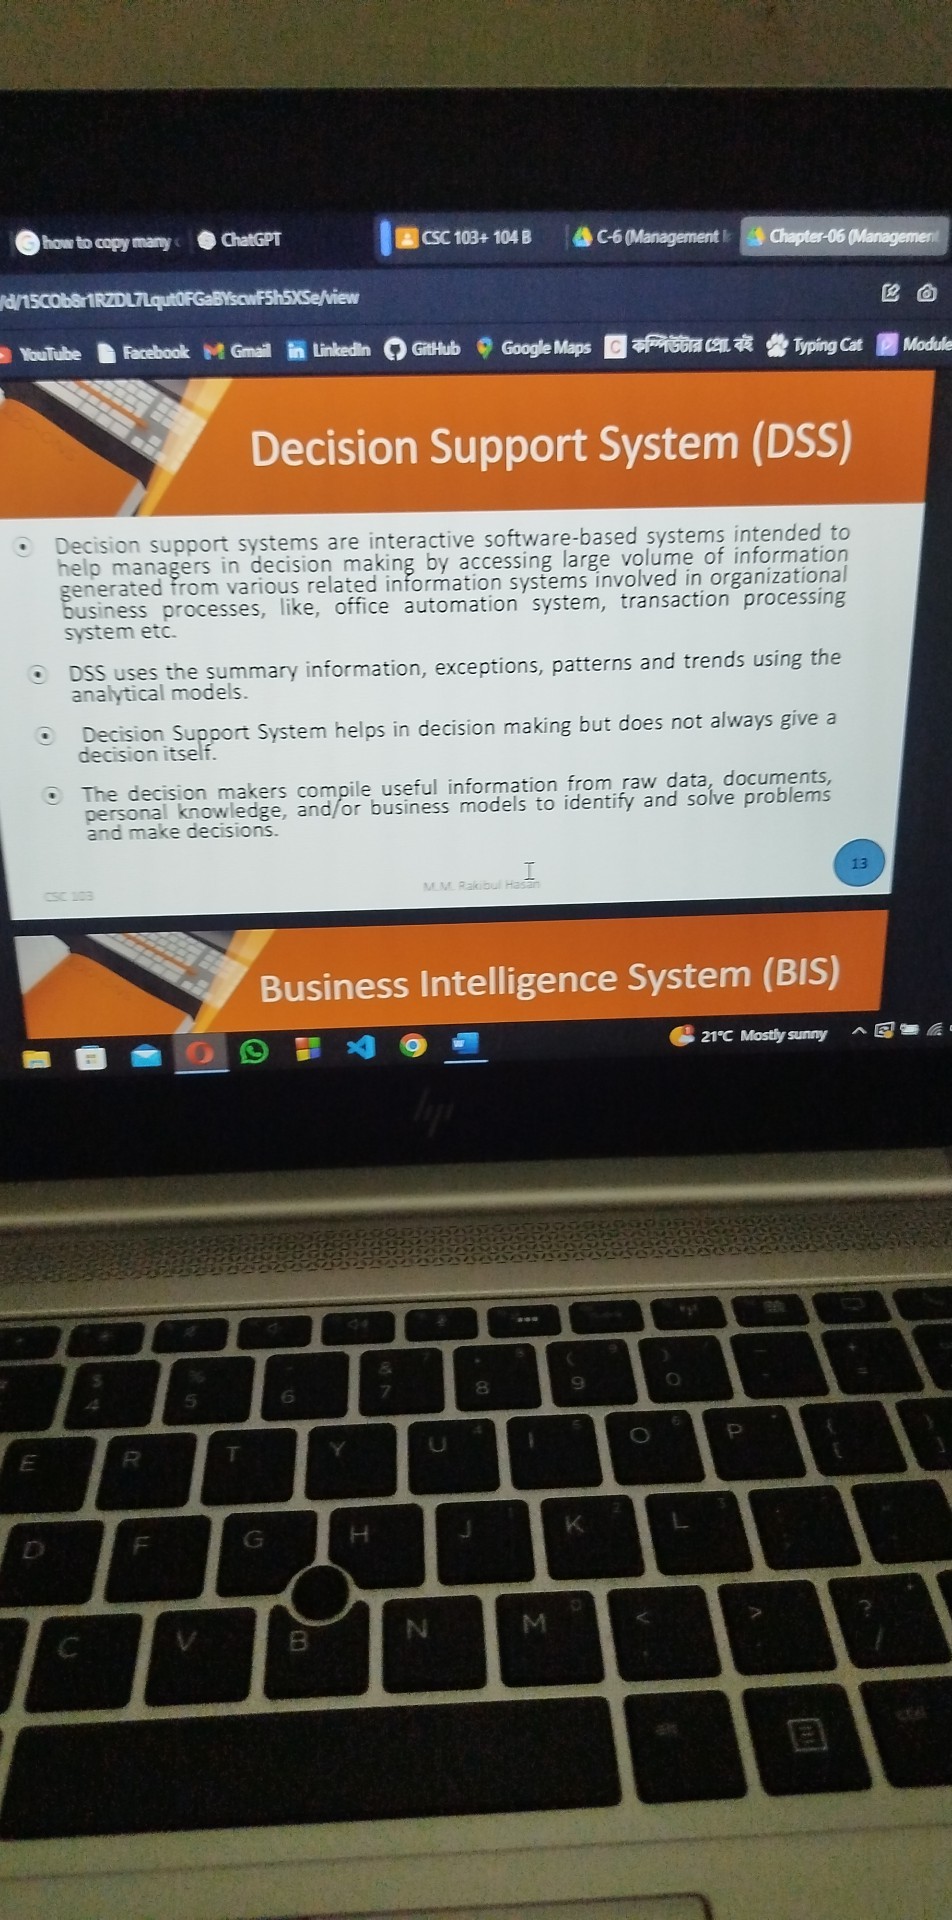 how to copy many
ChatGPT
CSC 103+ 104 B
C-6 (Management I
Chapter-06 (Management
/d/15COb8r1RZDL7Lqut0FGaBYscwF5h5XSe/view
YouTube
Facebook
Gmail
LinkedIn
GitHub
Google Maps
কম্পিউটার প্রো. বই
Typing Cat
Module
Decision Support System (DSS)
Decision support systems are interactive software-based systems intended to
help managers in decision making by accessing large volume of information
generated from various related information systems involved in organizational
business processes, like, office automation system, transaction processing
system etc.
DSS uses the summary information, exceptions, patterns and trends using the
analytical models.
Decision Support System helps in decision making but does not always give a
decision itself.
The decision makers compile useful information from raw data, documents,
personal knowledge, and/or business models to identify and solve problems
and make decisions.
CSC 103
M.M. Rakibul Hasan
13
Business Intelligence System (BIS)
21°C Mostly sunny
hp
$ % & * ( ) - + =
4 5 6 7 8 9 0
E R T Y U I O P { [ } ]
D F G H J K L
C V B N M < > ? /
alt
ctrl